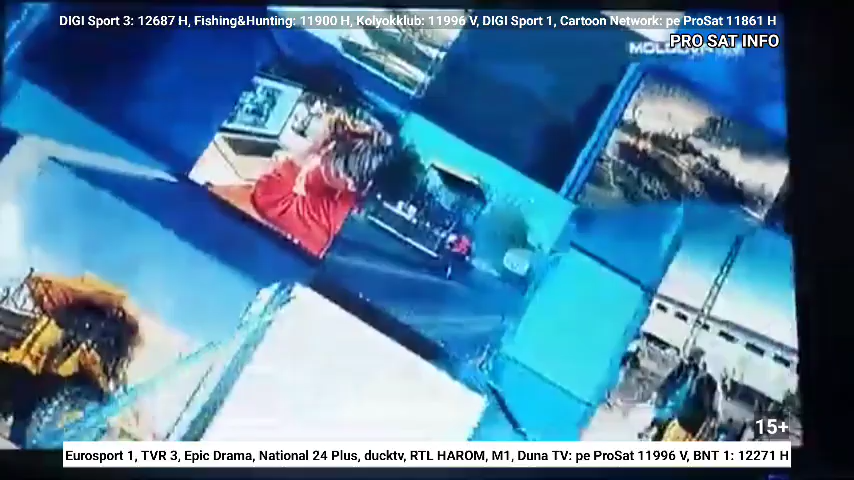 DIGI Sport 3: 12687 H, Fishing&Hunting: 11900 H, Kolyokklub: 11996 V, DIGI Sport 1, Cartoon Network: pe ProSat 11861 H
PRO SAT INFO
15+
Eurosport 1, TVR 3, Epic Drama, National 24 Plus, ducktv, RTL HAROM, M1, Duna TV: pe ProSat 11996 V, BNT 1: 12271 H